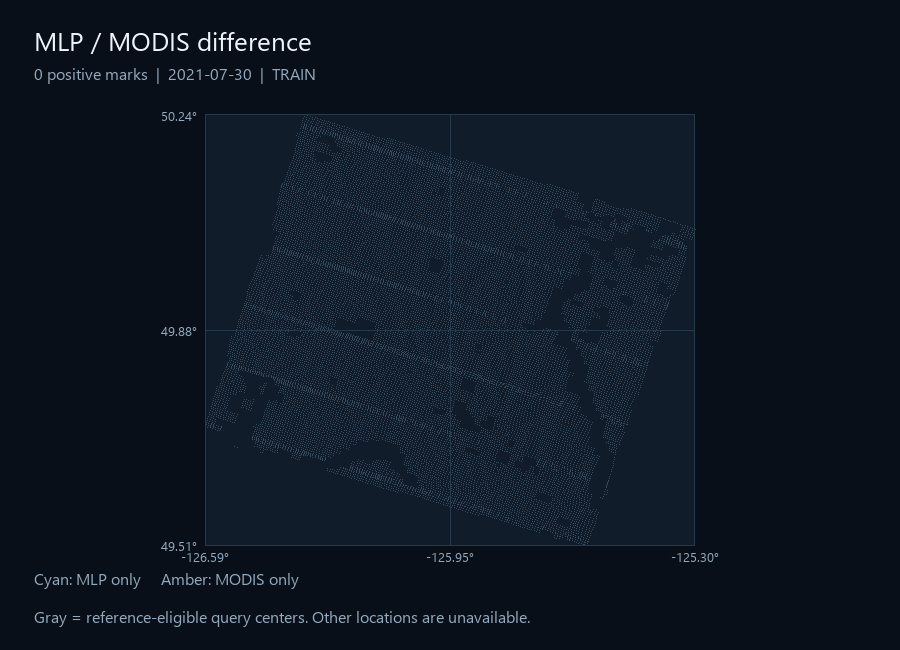 MLP / MODIS difference
0 positive marks | 2021-07-30 | TRAIN
50.24°
49.88°
49.51°
-126.59°
-125.95°
-125.30°
Cyan: MLP only
Amber: MODIS only
Gray = reference-eligible query centers. Other locations are unavailable.